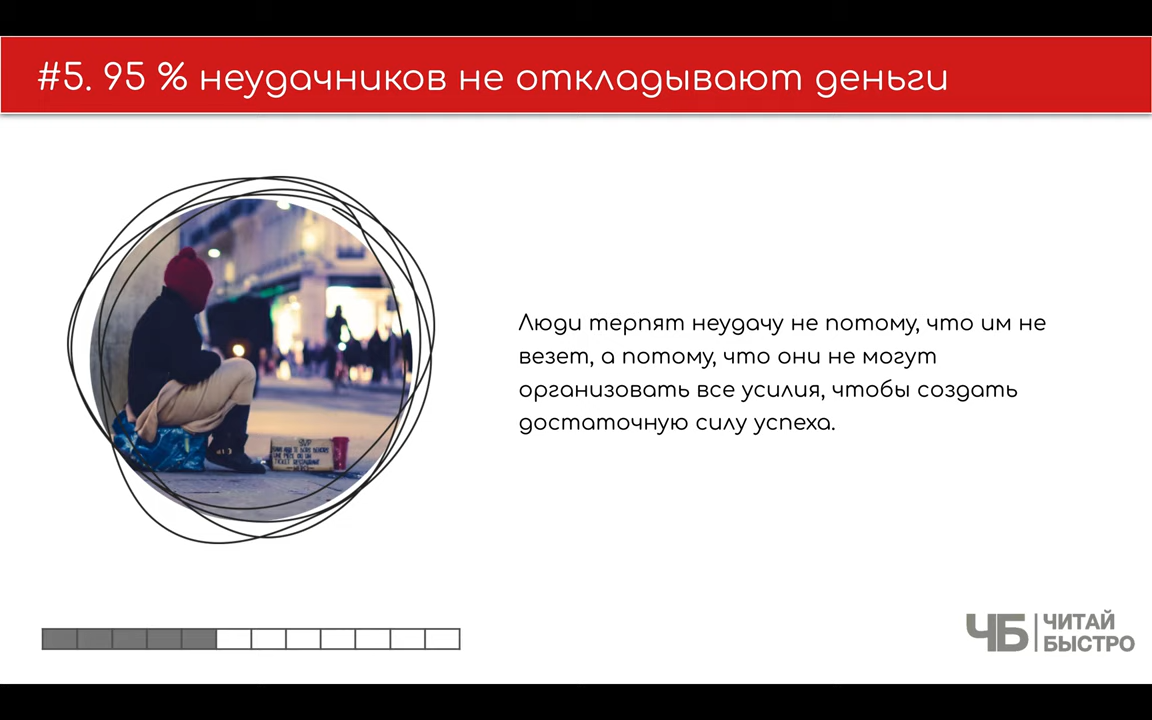 #5. 95 % неудачников не откладывают деньги
Люди терпят неудачу не потому, что им не
везет, а потому, что они не могут
организовать все усилия, чтобы создать
достаточную силу успеха.
ЧБ ЧИТАЙ
БЫСТРО